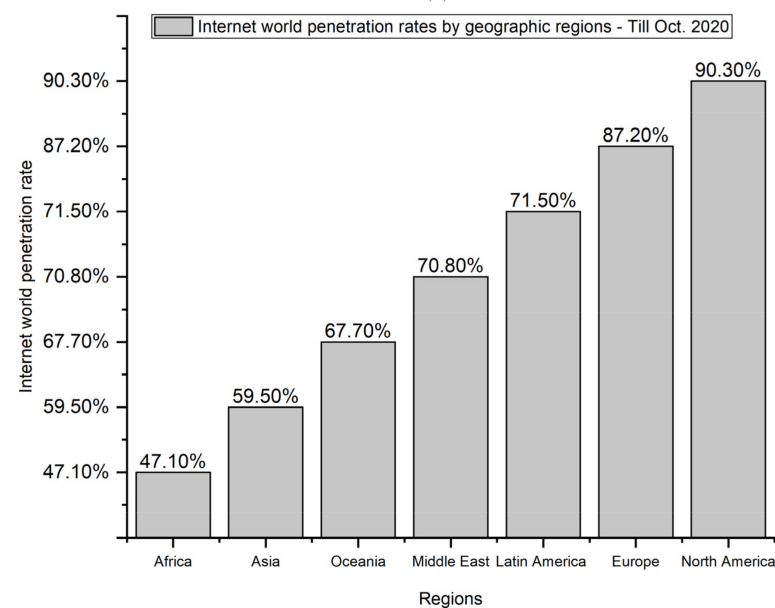 Internet world penetration rates by geographic regions - Till Oct. 2020
90.30%
87.20%
71.50%
70.80%
67.70%
59.50%
47.10%
Internet world penetration rate
47.10%
59.50%
67.70%
70.80%
71.50%
87.20%
90.30%
Africa
Asia
Oceania
Middle East
Latin America
Europe
North America
Regions